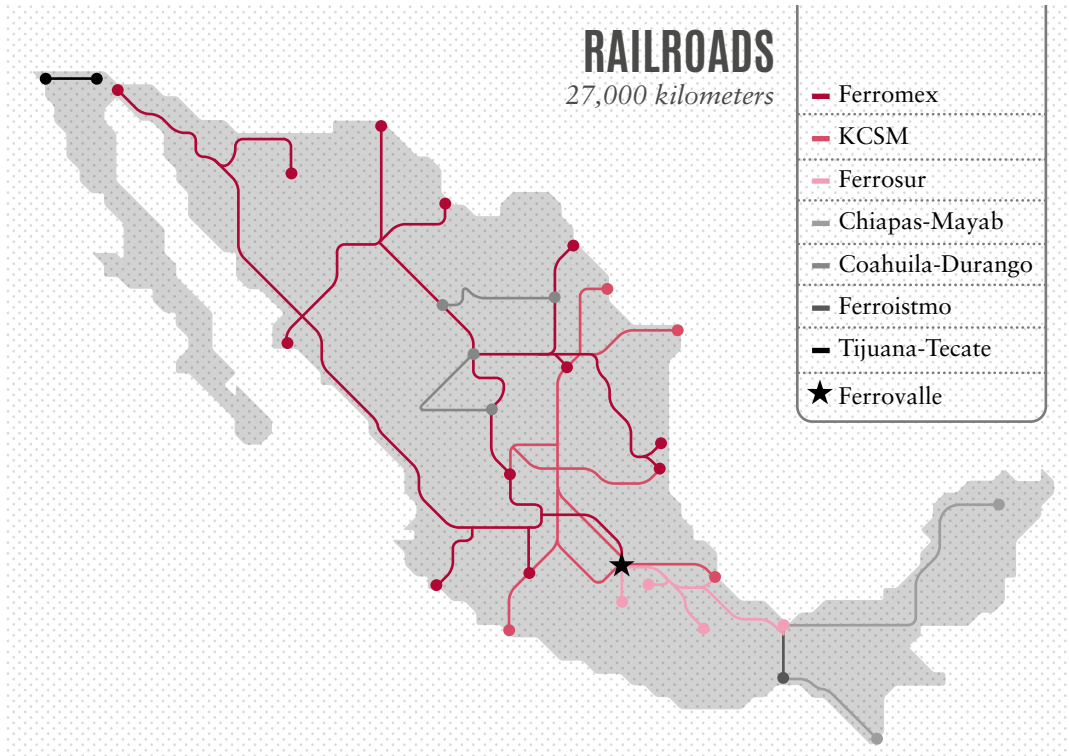 RAILROADS
27,000 kilometers
Ferromex
KCSM
Ferrosur
Chiapas-Mayab
Coahuila-Durango
Ferroistmo
Tijuana-Tecate
Ferrovalle